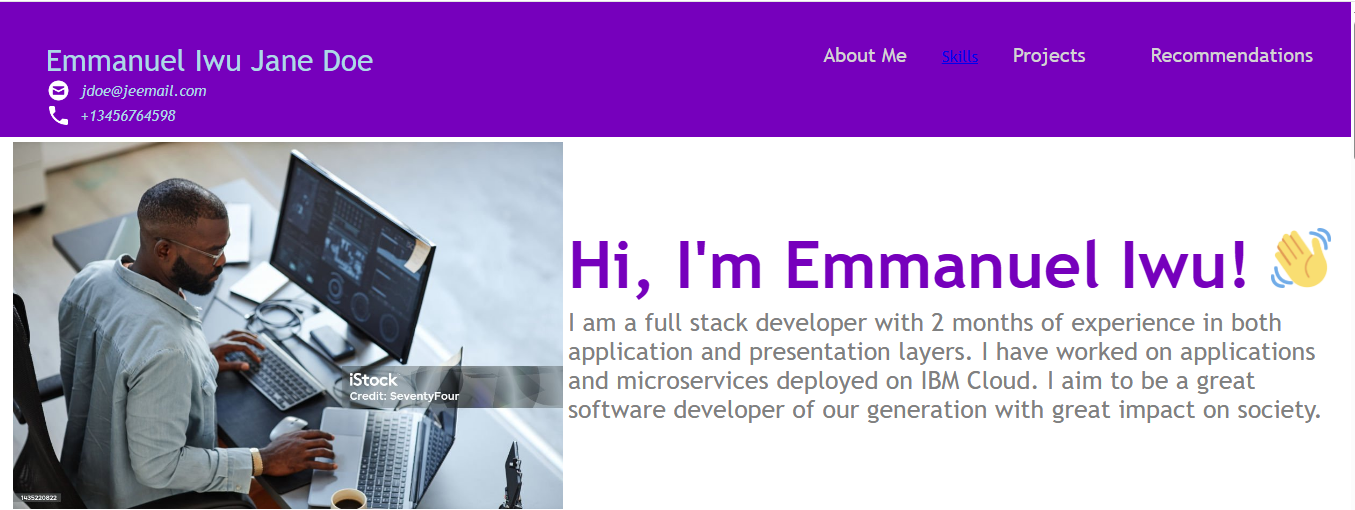 Emmanuel Iwu Jane Doe
jdoe@jeemail.com
+13456764598
About Me Skills Projects Recommendations
iStock
Credit: SeventyFour
1435220822
Hi, I'm Emmanuel Iwu! 👋
I am a full stack developer with 2 months of experience in both
application and presentation layers. I have worked on applications
and microservices deployed on IBM Cloud. I aim to be a great
software developer of our generation with great impact on society.